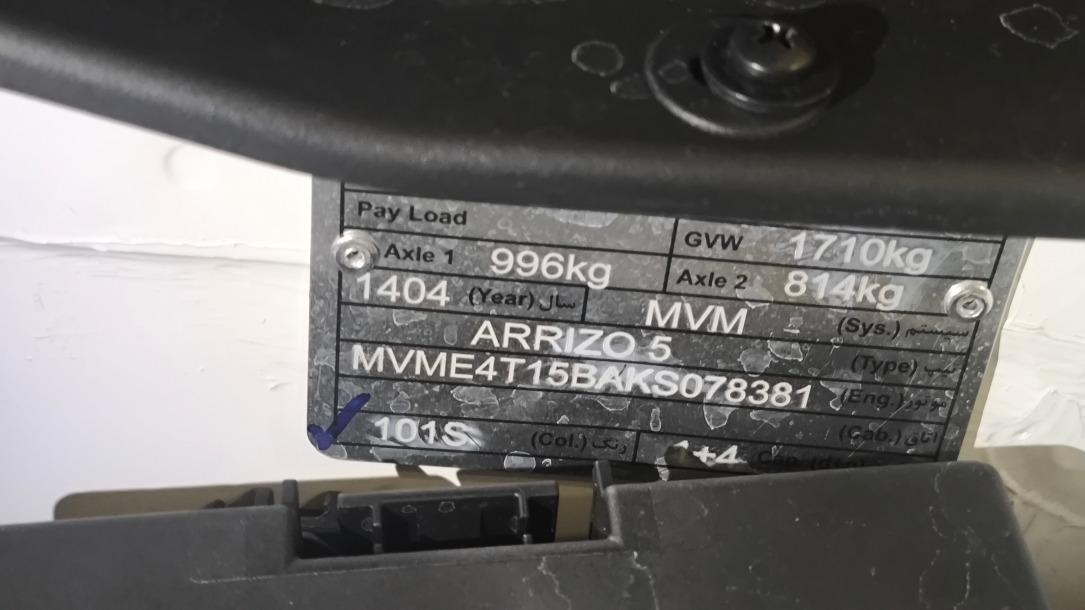 Pay Load
GVW 1710kg
Axle 1 996kg Axle 2 814kg
1404 (Year) سال MVM (Sys.) سیستم
ARRIZO 5 (Type) تیپ
MVME4T15BAKS078381 (Eng.) موتور
(Cab.) اتاق
101S (Col.) رنگ 1+4 Cap.